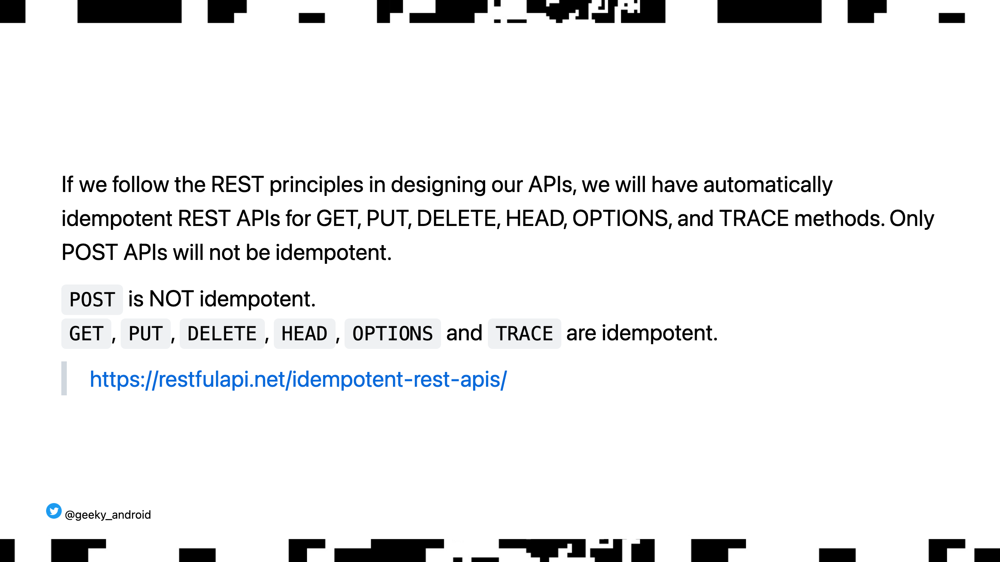 If we follow the REST principles in designing our APIs, we will have automatically
idempotent REST APIs for GET, PUT, DELETE, HEAD, OPTIONS, and TRACE methods. Only
POST APIs will not be idempotent.
POST is NOT idempotent.
GET, PUT, DELETE, HEAD, OPTIONS and TRACE are idempotent.
https://restfulapi.net/idempotent-rest-apis/
@geeky_android